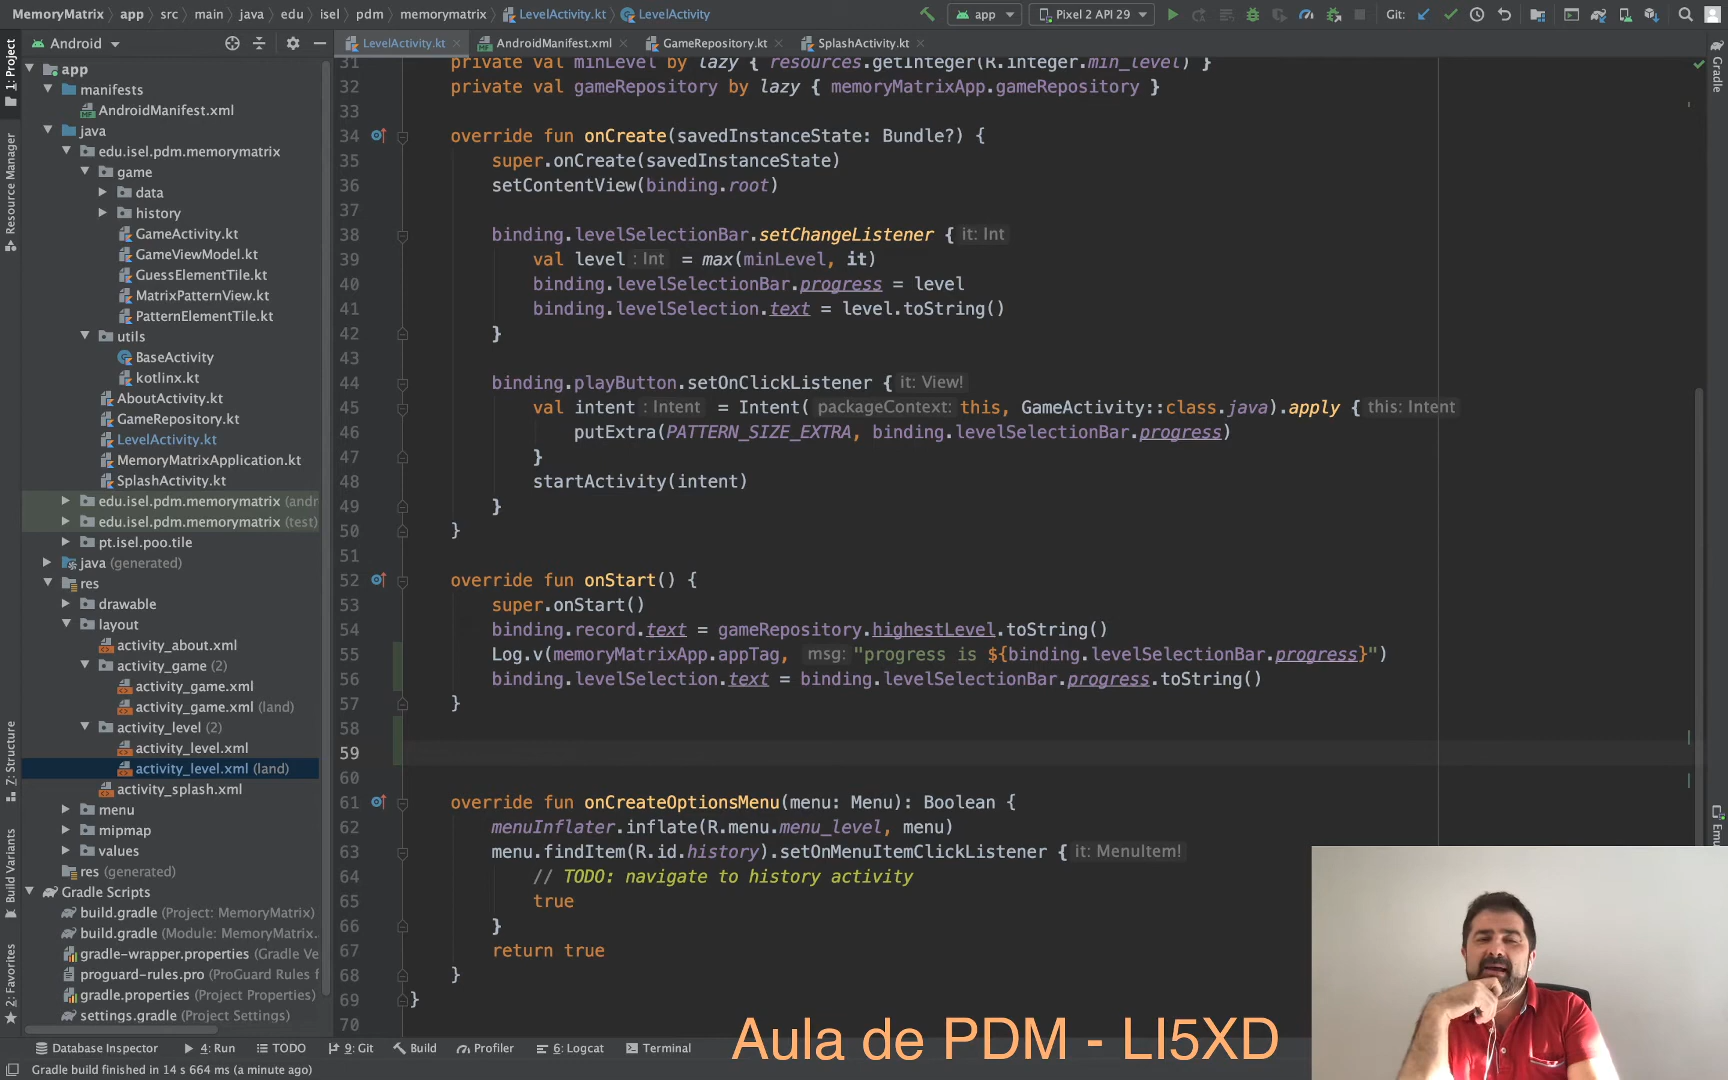 MemoryMatrix app src main java edu isel pdm memorymatrix LevelActivity.kt LevelActivity app Pixel 2 API 29 Git:
Android
LevelActivity.kt AndroidManifest.xml GameRepository.kt SplashActivity.kt
1: Project
Resource Manager
Z: Structure
Build Variants
2: Favorites
Gradle
app
manifests
AndroidManifest.xml
java
edu.isel.pdm.memorymatrix
game
data
history
GameActivity.kt
GameViewModel.kt
GuessElementTile.kt
MatrixPatternView.kt
PatternElementTile.kt
utils
BaseActivity
kotlinx.kt
AboutActivity.kt
GameRepository.kt
LevelActivity.kt
MemoryMatrixApplication.kt
SplashActivity.kt
edu.isel.pdm.memorymatrix (andr
edu.isel.pdm.memorymatrix (test)
pt.isel.poo.tile
java (generated)
res
drawable
layout
activity_about.xml
activity_game (2)
activity_game.xml
activity_game.xml (land)
activity_level (2)
activity_level.xml
activity_level.xml (land)
activity_splash.xml
menu
mipmap
values
res (generated)
Gradle Scripts
build.gradle (Project: MemoryMatrix)
build.gradle (Module: MemoryMatrix.
gradle-wrapper.properties (Gradle Ve
proguard-rules.pro (ProGuard Rules f
gradle.properties (Project Properties)
settings.gradle (Project Settings)
31 private val minLevel by lazy { resources.getInteger(R.integer.min_level) }
32 private val gameRepository by lazy { memoryMatrixApp.gameRepository }
33
34 override fun onCreate(savedInstanceState: Bundle?) {
35 super.onCreate(savedInstanceState)
36 setContentView(binding.root)
37
38 binding.levelSelectionBar.setChangeListener { it: Int
39 val level : Int = max(minLevel, it)
40 binding.levelSelectionBar.progress = level
41 binding.levelSelection.text = level.toString()
42 }
43
44 binding.playButton.setOnClickListener { it: View!
45 val intent : Intent = Intent( packageContext: this, GameActivity::class.java).apply { this: Intent
46 putExtra(PATTERN_SIZE_EXTRA, binding.levelSelectionBar.progress)
47 }
48 startActivity(intent)
49 }
50 }
51
52 override fun onStart() {
53 super.onStart()
54 binding.record.text = gameRepository.highestLevel.toString()
55 Log.v(memoryMatrixApp.appTag, msg: "progress is ${binding.levelSelectionBar.progress}")
56 binding.levelSelection.text = binding.levelSelectionBar.progress.toString()
57 }
58
59
60
61 override fun onCreateOptionsMenu(menu: Menu): Boolean {
62 menuInflater.inflate(R.menu.menu_level, menu)
63 menu.findItem(R.id.history).setOnMenuItemClickListener { it: MenuItem!
64 // TODO: navigate to history activity
65 true
66 }
67 return true
68 }
69 }
70
Aula de PDM - LI5XD
Database Inspector 4: Run TODO 9: Git Build Profiler 6: Logcat Terminal
Gradle build finished in 14 s 664 ms (a minute ago)